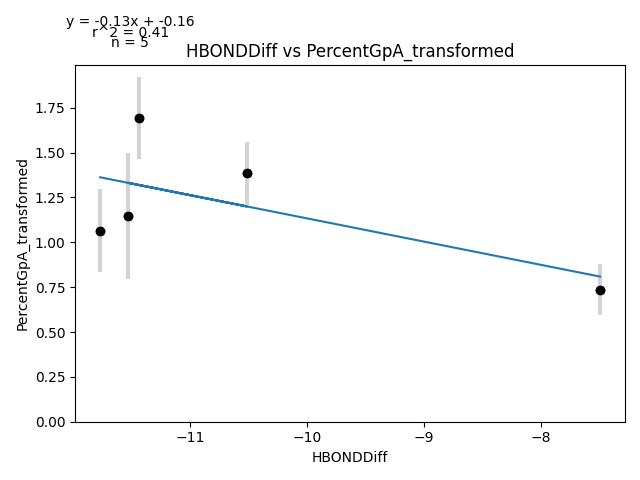 y = -0.13x + -0.16
r^2 = 0.41
n = 5
HBONDDiff vs PercentGpA_transformed
PercentGpA_transformed
1.75
1.50
1.25
1.00
0.75
0.50
0.25
0.00
−11
−10
−9
−8
HBONDDiff